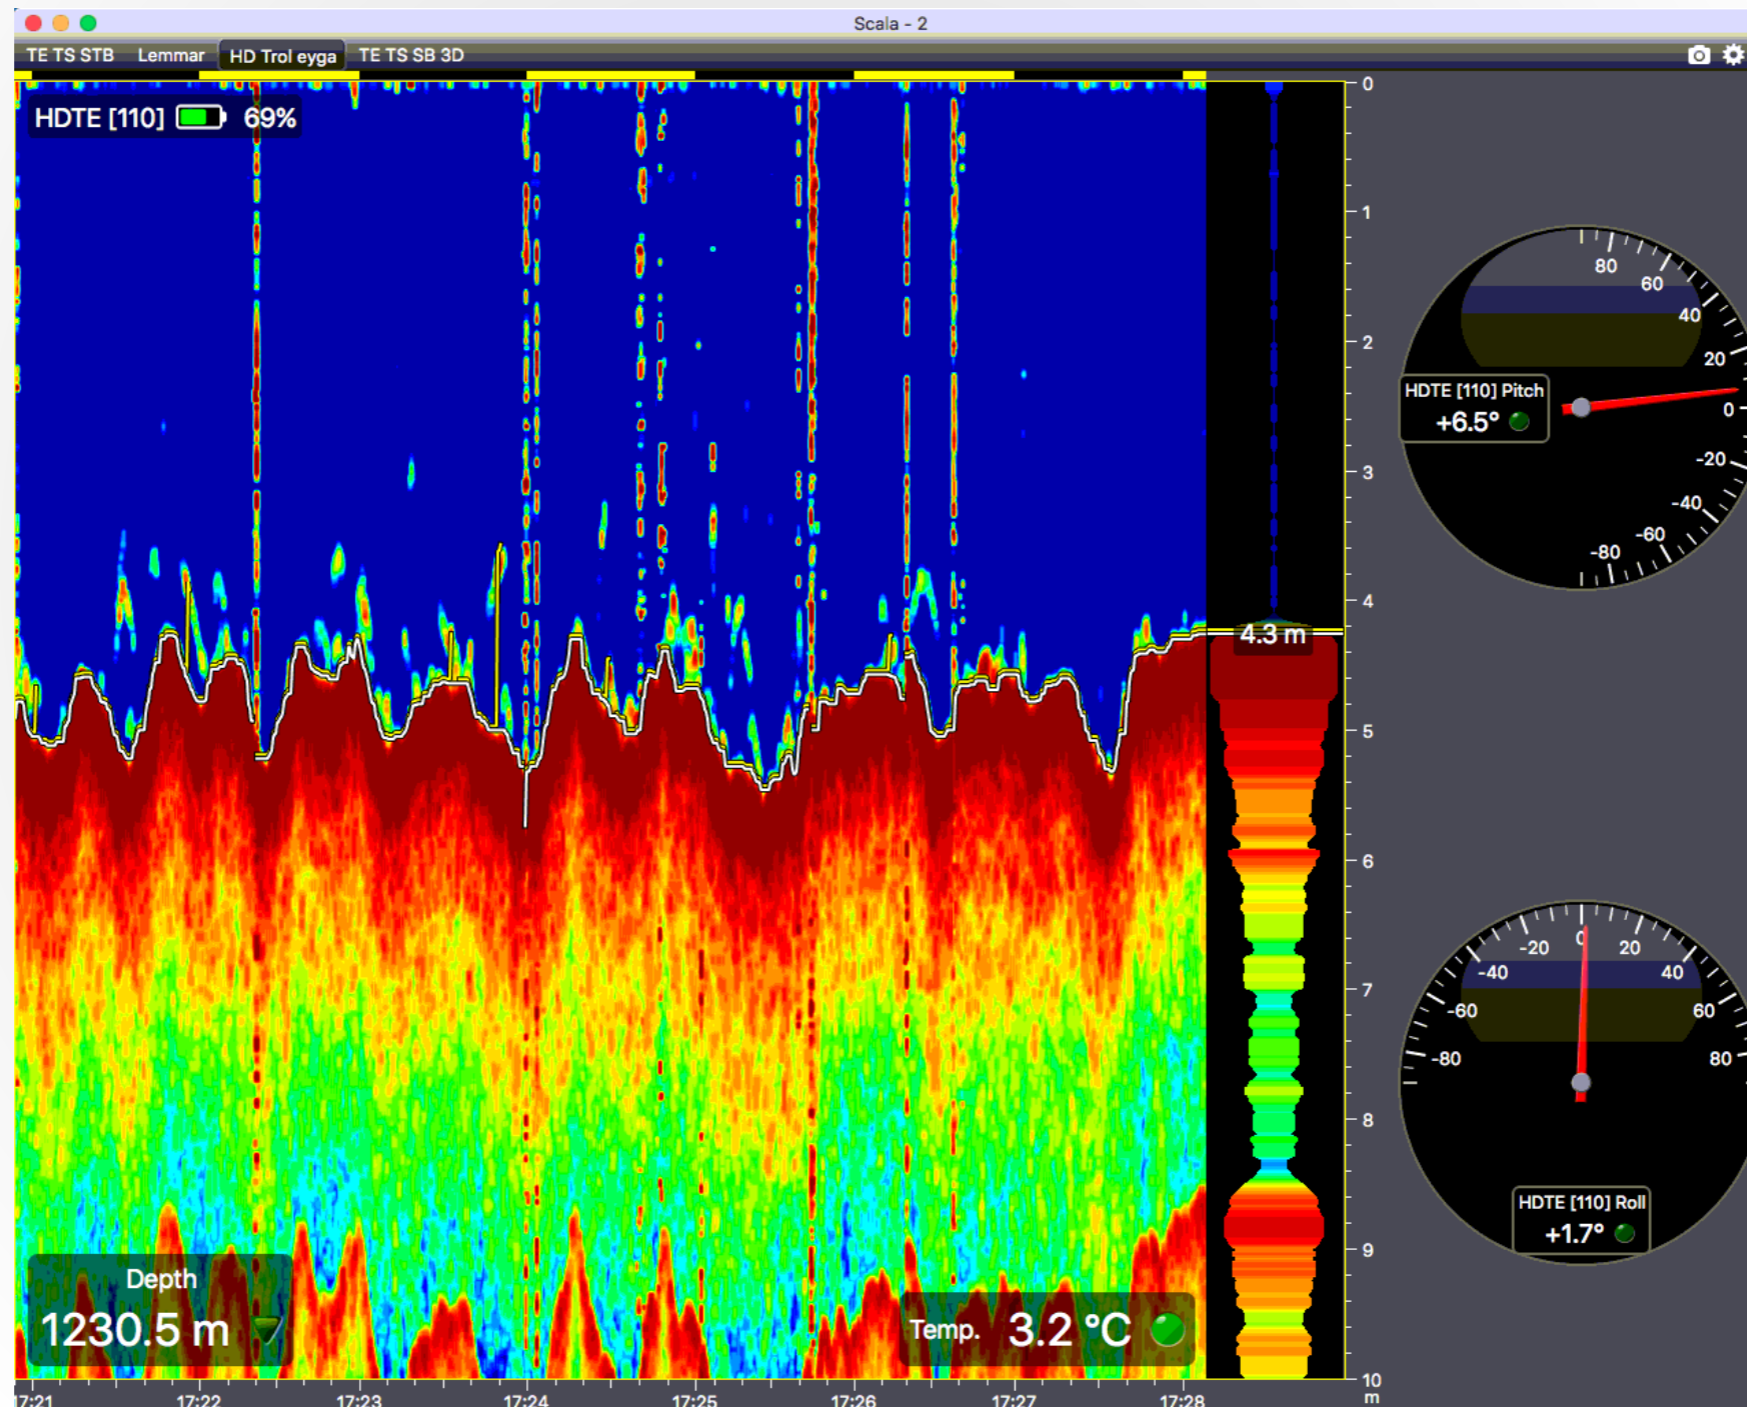 Scala - 2
TE TS STB Lemmar HD Trol eyga TE TS SB 3D
HDTE [110] 69%
0
1
2
3
4
5
6
7
8
9
10
m
4.3 m
80
60
40
20
0
-20
-40
-60
-80
HDTE [110] Pitch
+6.5°
-80
-60
-40
-20
0
20
40
60
80
HDTE [110] Roll
+1.7°
Depth
1230.5 m
Temp. 3.2 °C
17:21 17:22 17:23 17:24 17:25 17:26 17:27 17:28